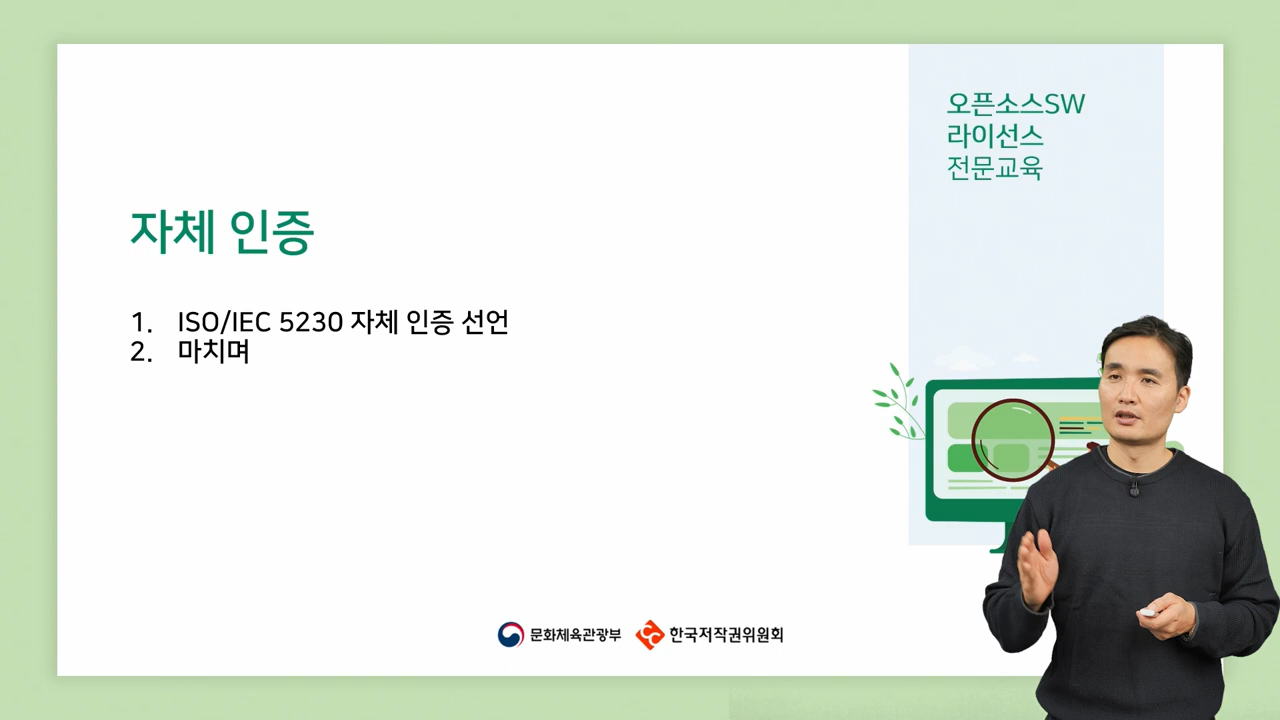 오픈소스SW
라이선스
전문교육
자체 인증
1. ISO/IEC 5230 자체 인증 선언
2. 마치며
문화체육관광부
한국저작권위원회